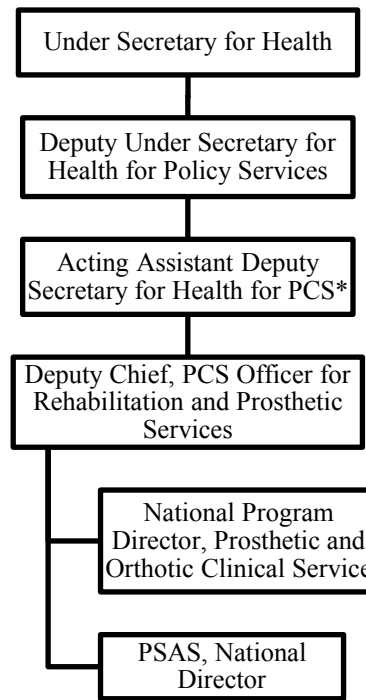 Under Secretary for Health
Deputy Under Secretary for
Health for Policy Services
Acting Assistant Deputy
Secretary for Health for PCS*
Deputy Chief, PCS Officer for
Rehabilitation and Prosthetic
Services
National Program
Director, Prosthetic and
Orthotic Clinical Service
PSAS, National
Director